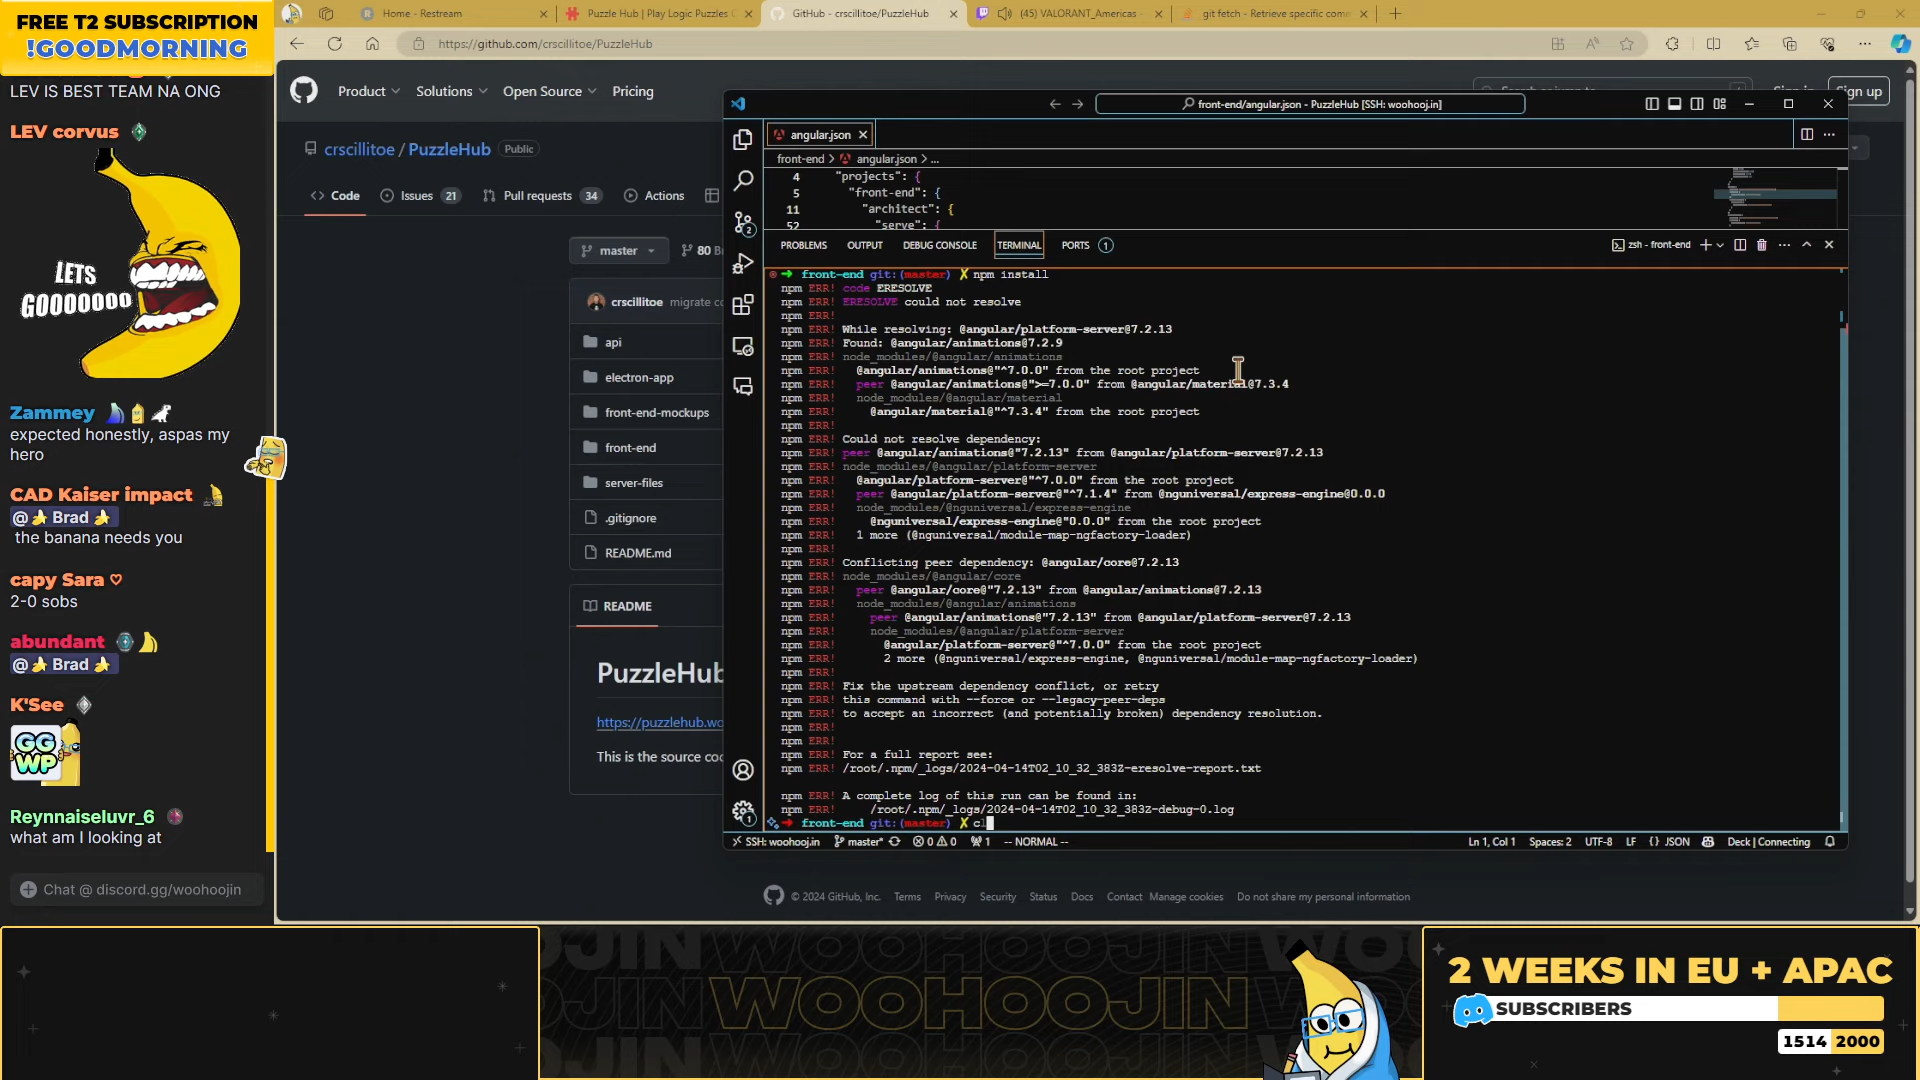 FREE T2 SUBSCRIPTION
!GOODMORNING
LEV IS BEST TEAM NA ONG
LEV corvus
LETS
GOOOOOOO
Zammey
expected honestly, aspas my
hero
CAD Kaiser impact
@ Brad
the banana needs you
capy Sara ♡
2-0 sobs
abundant
@ Brad
K'See
GG
WP
Reynnaiseluvr_6
what am I looking at
Chat @ discord.gg/woohoojin
Home - Restream
Puzzle Hub | Play Logic Puzzles
GitHub - crscillitoe/PuzzleHub
(45) VALORANT_Americas -
git fetch - Retrieve specific comm
https://github.com/crscillitoe/PuzzleHub
Product
Solutions
Open Source
Pricing
Sign up
crscillitoe / PuzzleHub
Public
Code
Issues 21
Pull requests 34
Actions
master
80
crscillitoe migrate
api
electron-app
front-end-mockups
front-end
server-files
.gitignore
README.md
README
PuzzleHub
https://puzzlehub.wo
This is the source
front-end/angular.json - PuzzleHub [SSH: woohooj.in]
angular.json
front-end > angular.json > ...
4 "projects": {
5 "front-end": {
11 "architect": {
52 "serve": {
PROBLEMS OUTPUT DEBUG CONSOLE TERMINAL PORTS 1
zsh - front-end
front-end git:(master) ✗ npm install
npm ERR! code ERESOLVE
npm ERR! ERESOLVE could not resolve
npm ERR!
npm ERR! While resolving: @angular/platform-server@7.2.13
npm ERR! Found: @angular/animations@7.2.9
npm ERR! node_modules/@angular/animations
npm ERR! @angular/animations@"^7.0.0" from the root project
npm ERR! peer @angular/animations@">=7.0.0" from @angular/material@7.3.4
npm ERR! node_modules/@angular/material
npm ERR! @angular/material@"^7.3.4" from the root project
npm ERR!
npm ERR! Could not resolve dependency:
npm ERR! peer @angular/animations@"7.2.13" from @angular/platform-server@7.2.13
npm ERR! node_modules/@angular/platform-server
npm ERR! @angular/platform-server@"^7.0.0" from the root project
npm ERR! peer @angular/platform-server@"^7.1.4" from @nguniversal/express-engine@0.0.0
npm ERR! node_modules/@nguniversal/express-engine
npm ERR! @nguniversal/express-engine@"0.0.0" from the root project
npm ERR! 1 more (@nguniversal/module-map-ngfactory-loader)
npm ERR!
npm ERR! Conflicting peer dependency: @angular/core@7.2.13
npm ERR! node_modules/@angular/core
npm ERR! peer @angular/core@"7.2.13" from @angular/animations@7.2.13
npm ERR! node_modules/@angular/animations
npm ERR! peer @angular/animations@"7.2.13" from @angular/platform-server@7.2.13
npm ERR! node_modules/@angular/platform-server
npm ERR! @angular/platform-server@"^7.0.0" from the root project
npm ERR! 2 more (@nguniversal/express-engine, @nguniversal/module-map-ngfactory-loader)
npm ERR!
npm ERR! Fix the upstream dependency conflict, or retry
npm ERR! this command with --force or --legacy-peer-deps
npm ERR! to accept an incorrect (and potentially broken) dependency resolution.
npm ERR!
npm ERR!
npm ERR! For a full report see:
npm ERR! /root/.npm/_logs/2024-04-14T02_10_32_383Z-eresolve-report.txt
npm ERR! A complete log of this run can be found in:
npm ERR! /root/.npm/_logs/2024-04-14T02_10_32_383Z-debug-0.log
front-end git:(master) ✗ cl
SSH: woohooj.in master* 0 0 1 -- NORMAL -- Ln 1, Col 1 Spaces: 2 UTF-8 LF {} JSON Deck | Connecting
© 2024 GitHub, Inc. Terms Privacy Security Status Docs Contact Manage cookies Do not share my personal information
WOOHOOJIN
2 WEEKS IN EU + APAC
SUBSCRIBERS
1514 2000